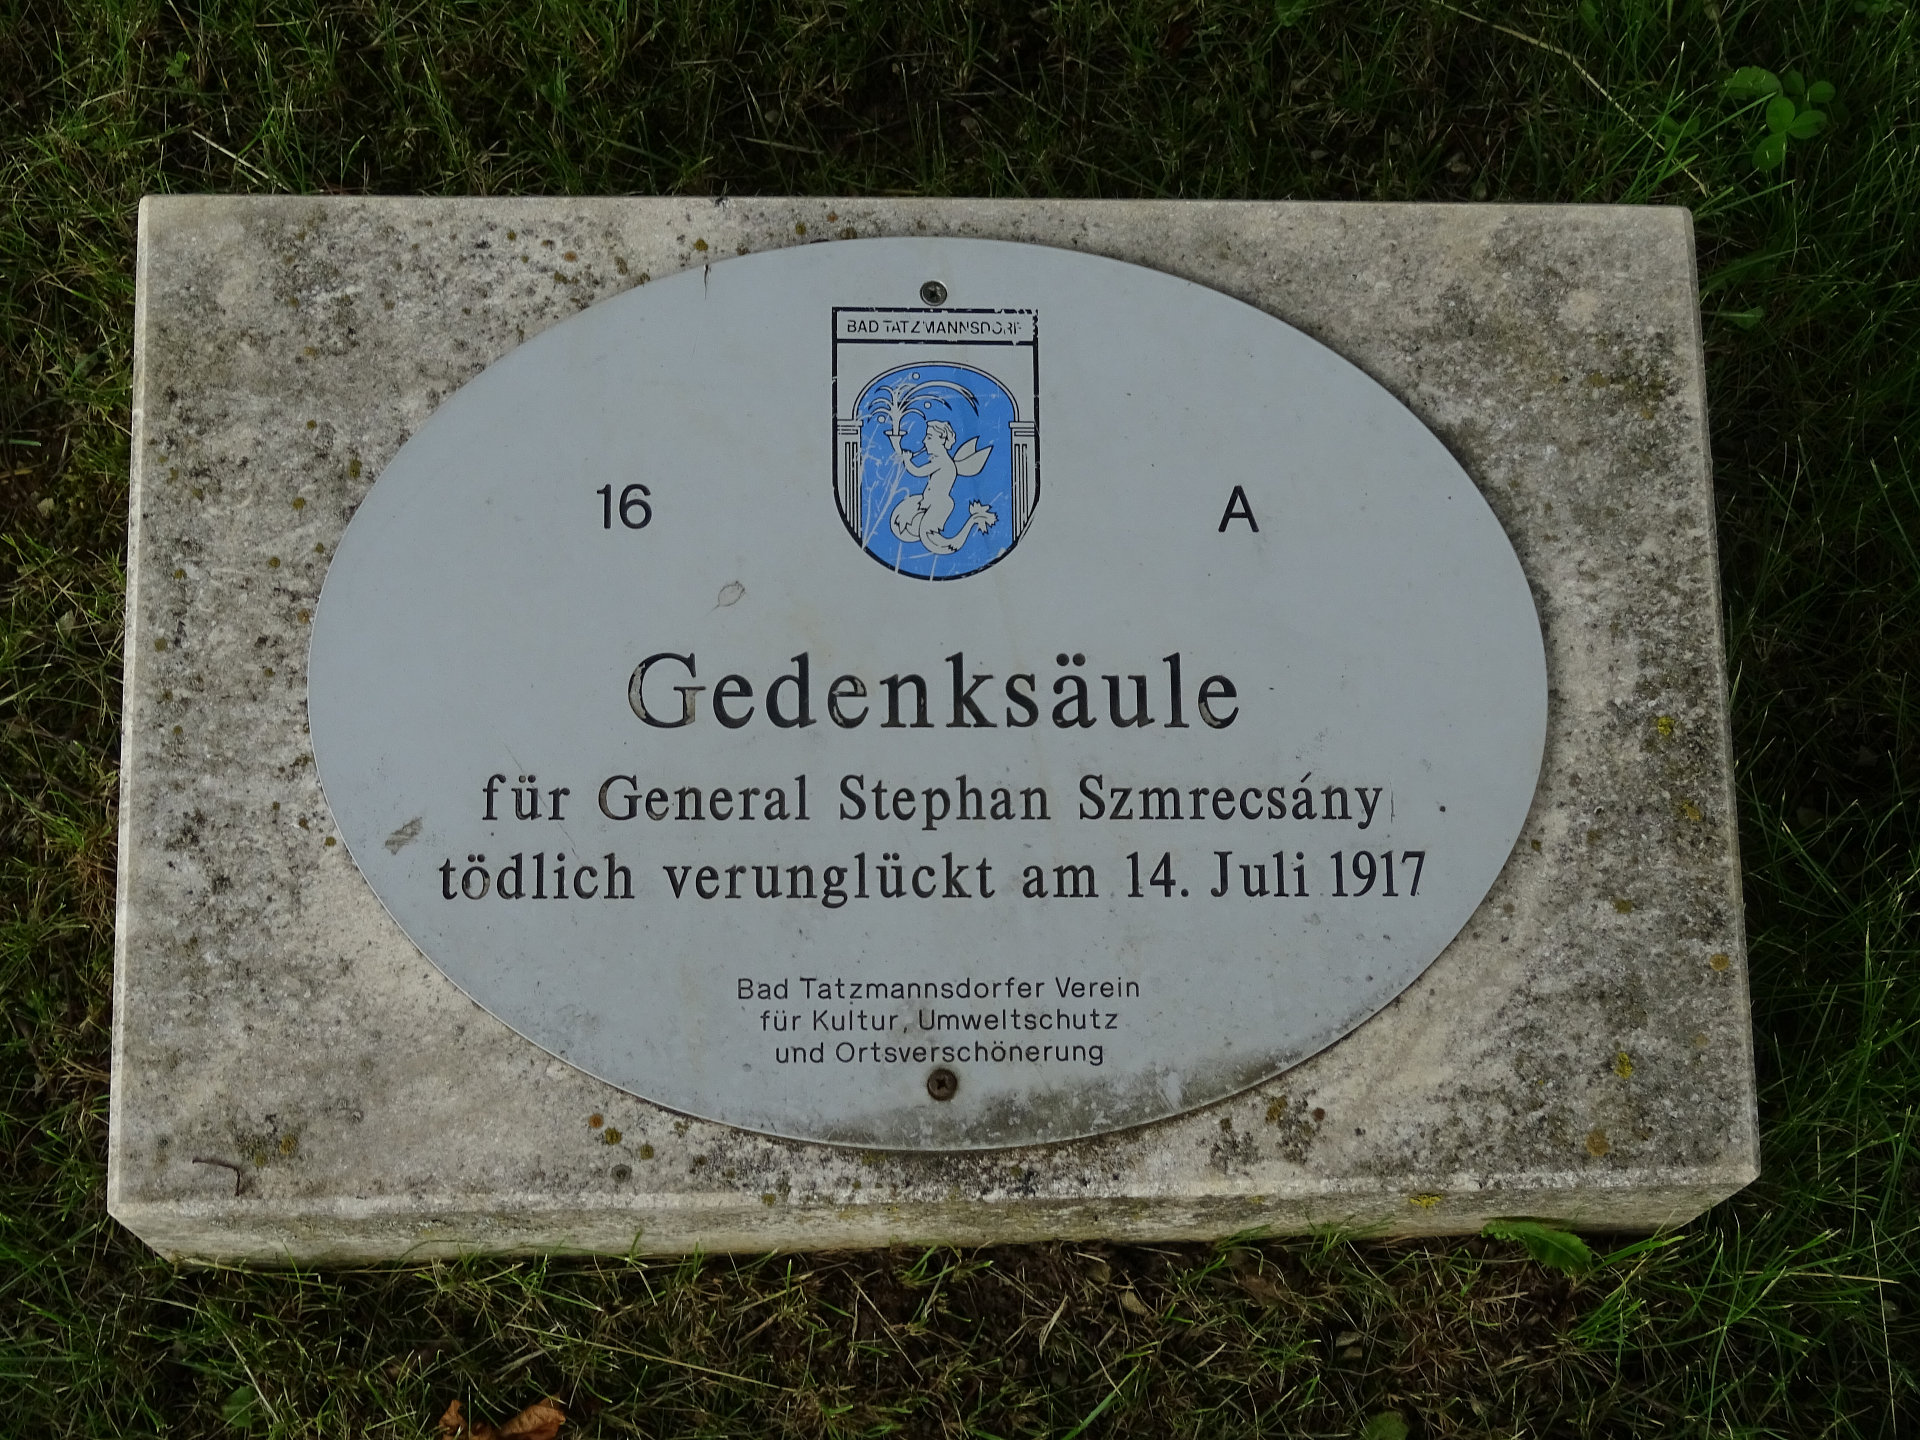 BAD TATZMANNSDORF
16 A
Gedenksäule
für General Stephan Szmrecsány
tödlich verunglückt am 14. Juli 1917
Bad Tatzmannsdorfer Verein
für Kultur, Umweltschutz
und Ortsverschönerung